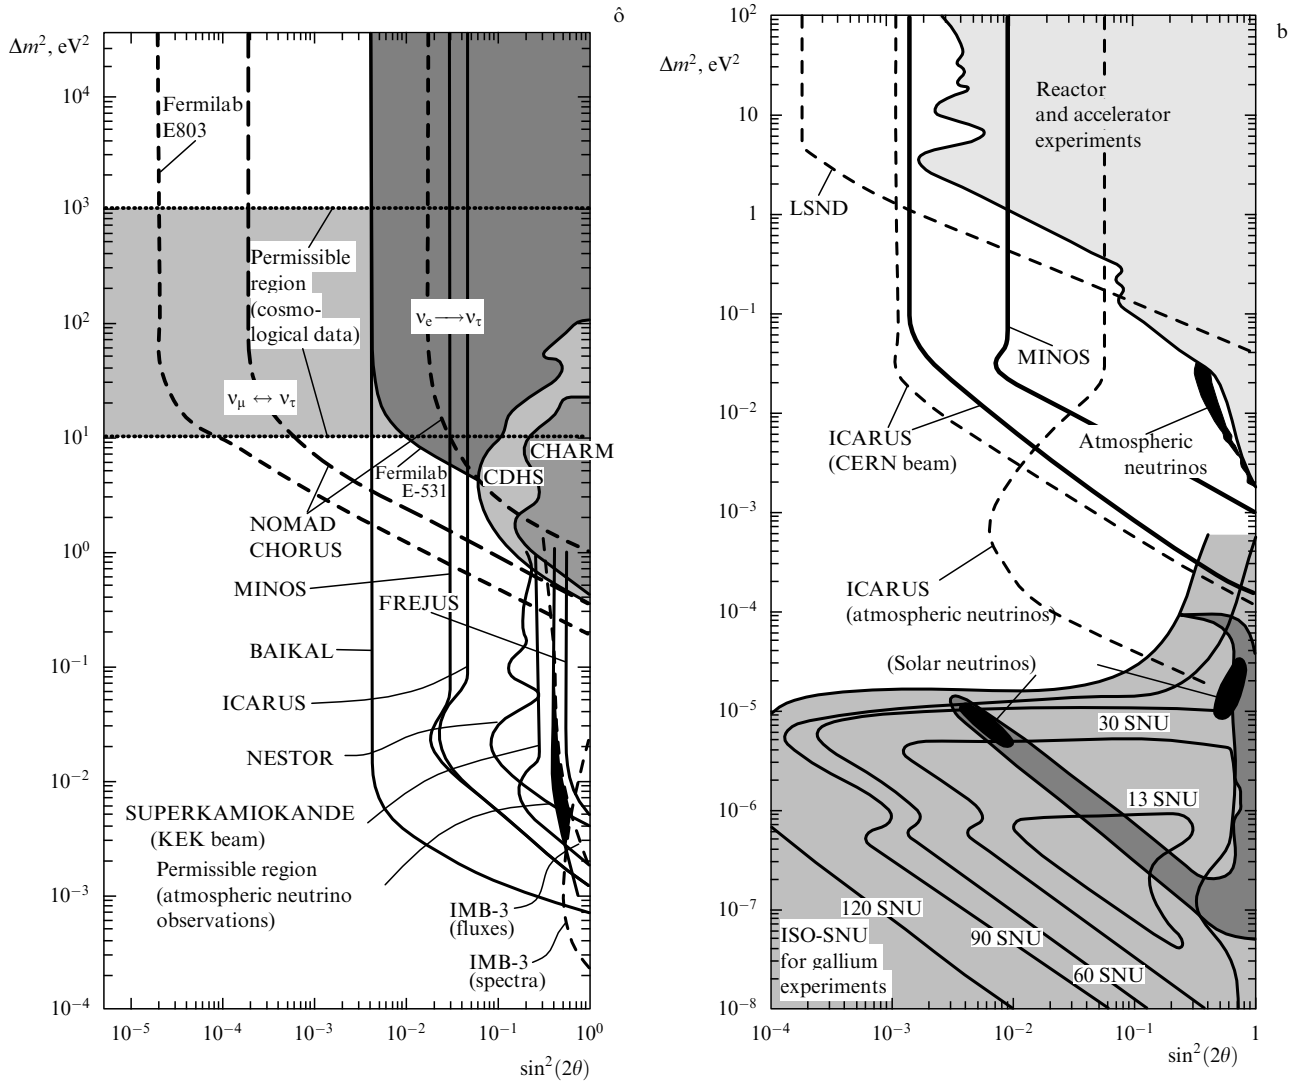 ô
Δm², eV²
10⁴
10³
10²
10¹
10⁰
10⁻¹
10⁻²
10⁻³
10⁻⁴
Fermilab
E803
Permissible
region
(cosmo-
logical data)
νₑ ⟶ ν_τ
ν_μ ↔ ν_τ
CHARM
CDHS
Fermilab
E-531
NOMAD
CHORUS
MINOS
FREJUS
BAIKAL
ICARUS
NESTOR
SUPERKAMIOKANDE
(KEK beam)
Permissible region
(atmospheric neutrino
observations)
IMB-3
(fluxes)
IMB-3
(spectra)
10⁻⁵ 10⁻⁴ 10⁻³ 10⁻² 10⁻¹ 10⁰
sin²(2θ)
b
Δm², eV²
10²
10
1
10⁻¹
10⁻²
10⁻³
10⁻⁴
10⁻⁵
10⁻⁶
10⁻⁷
10⁻⁸
Reactor
and accelerator
experiments
LSND
MINOS
ICARUS
(CERN beam)
Atmospheric
neutrinos
ICARUS
(atmospheric neutrinos)
(Solar neutrinos)
30 SNU
13 SNU
120 SNU
90 SNU
60 SNU
ISO-SNU
for gallium
experiments
10⁻⁴ 10⁻³ 10⁻² 10⁻¹ 1
sin²(2θ)